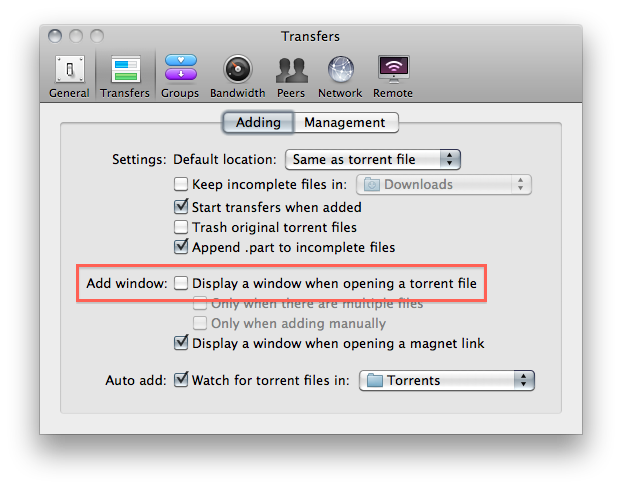 Transfers
General Transfers Groups Bandwidth Peers Network Remote
Adding Management
Settings: Default location: Same as torrent file
Keep incomplete files in: Downloads
Start transfers when added
Trash original torrent files
Append .part to incomplete files
Add window: Display a window when opening a torrent file
Only when there are multiple files
Only when adding manually
Display a window when opening a magnet link
Auto add: Watch for torrent files in: Torrents